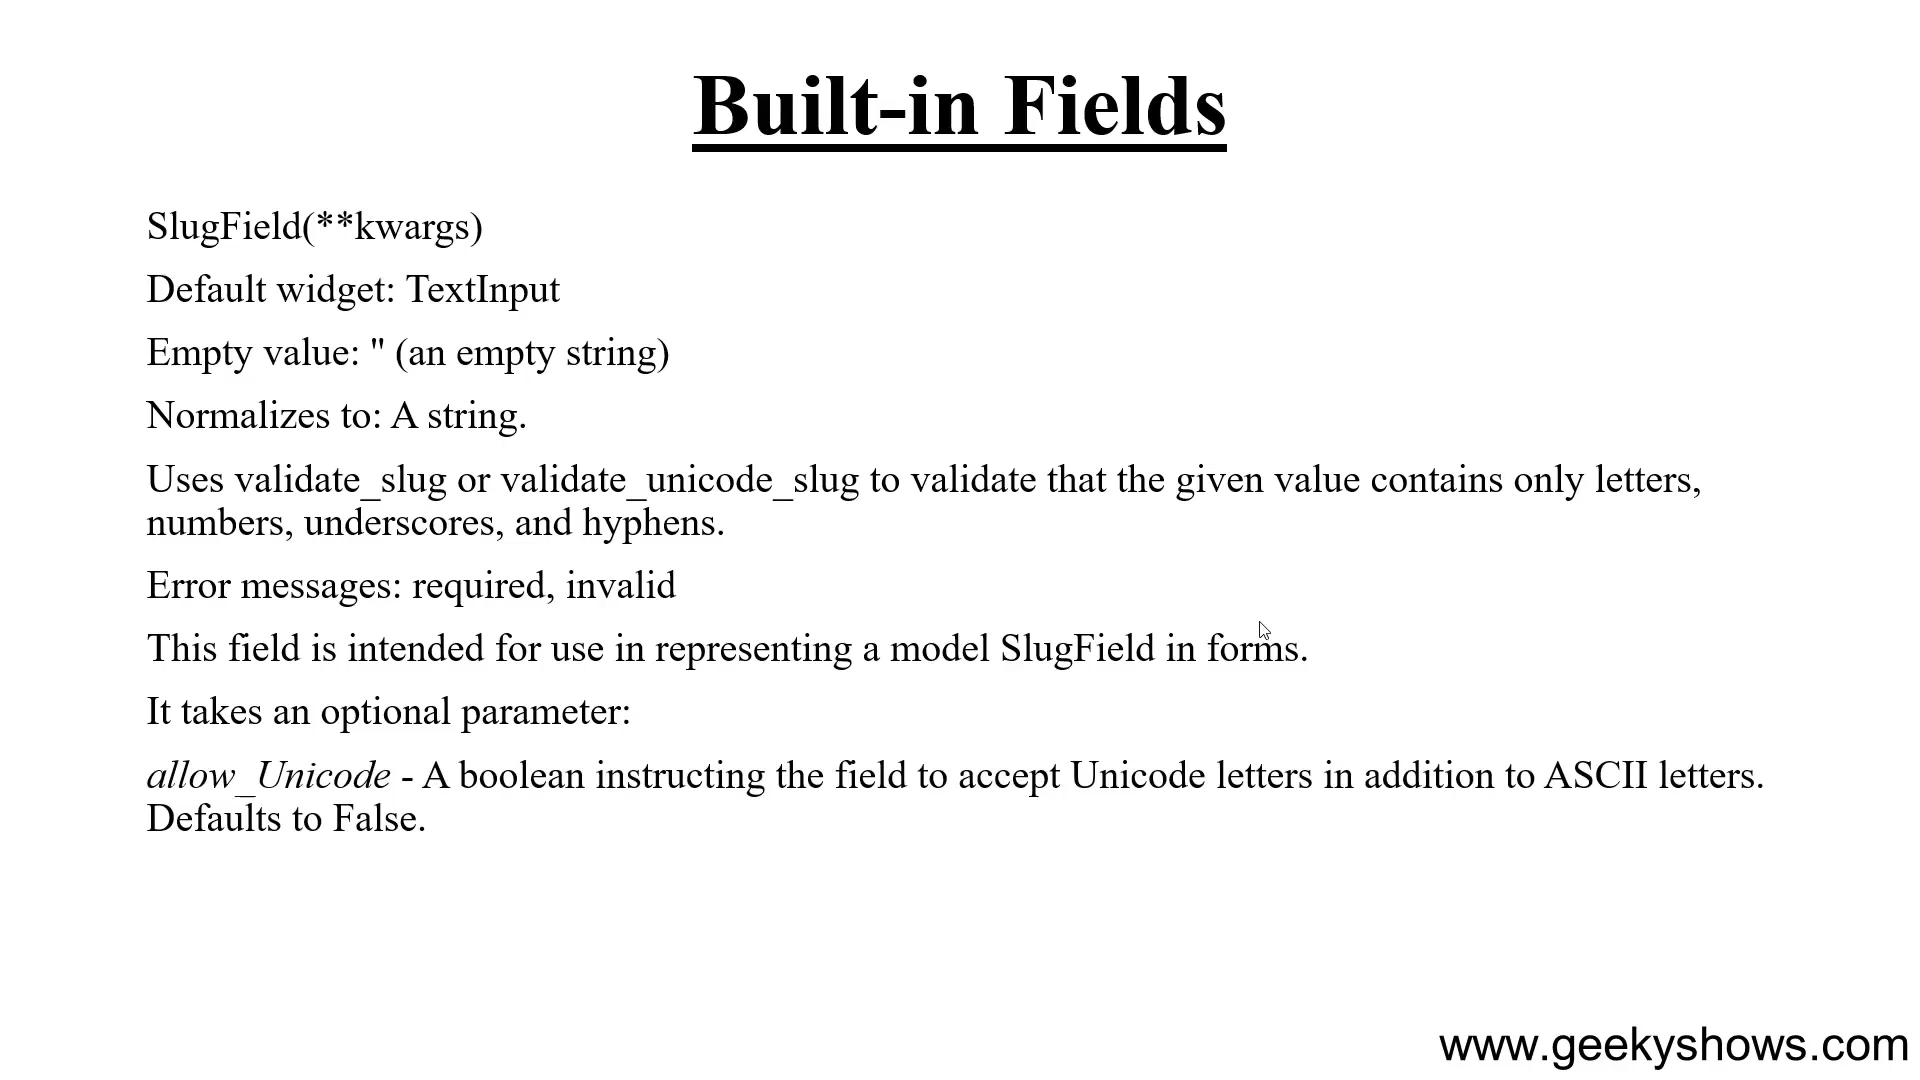 Built-in Fields
SlugField(**kwargs)
Default widget: TextInput
Empty value: '' (an empty string)
Normalizes to: A string.
Uses validate_slug or validate_unicode_slug to validate that the given value contains only letters,
numbers, underscores, and hyphens.
Error messages: required, invalid
This field is intended for use in representing a model SlugField in forms.
It takes an optional parameter:
allow_Unicode - A boolean instructing the field to accept Unicode letters in addition to ASCII letters.
Defaults to False.
www.geekyshows.com